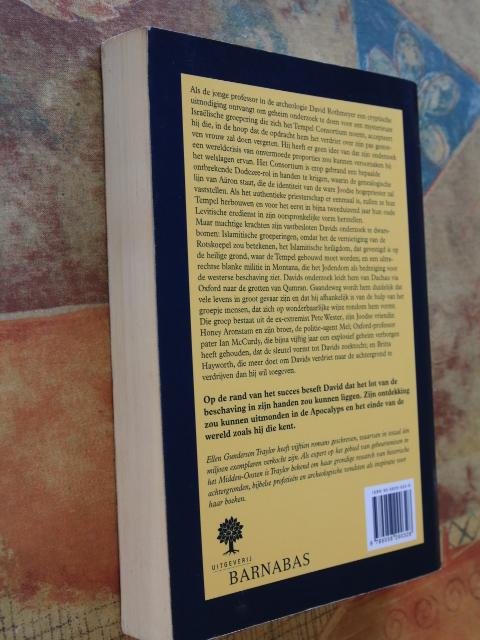 Als de jonge professor in de archeologie David Rothmeyer een cryptische
uitnodiging ontvangt om geheim onderzoek te doen voor een mysterieuze
Israëlische groepering die zich het Tempel Consortium noemt, accepteert
hij die, in de hoop dat de opdracht hem het verdriet over zijn pas gestor-
ven vrouw zal doen vergeten. Hij heeft er geen idee van dat zijn onderzoek
een wereldcrisis van onvermoede proporties zou kunnen veroorzaken bij
het welslagen ervan. Het Consortium is erop gebrand een bepaalde
ontbrekende Dodezee-rol in handen te krijgen, waarin de genealogische
lijn van Aäron staat, die de identiteit van de ware Joodse hogepriester zal
vaststellen. Als het authentieke priesterschap er eenmaal is, zullen ze hun
Tempel herbouwen en voor het eerst in bijna tweeduizend jaar hun oude
Levitische eredienst in zijn oorspronkelijke vorm herstellen.
Maar machtige krachten zijn vastbesloten Davids onderzoek te dwars-
bomen: Islamitische groeperingen, omdat het de vernietiging van de
Rotskoepel zou betekenen, het Islamitische heiligdom, dat gevestigd is op
de heilige grond, waar de Tempel gebouwd moet worden, en een ultra-
rechtse blanke militie in Montana, die het Jodendom als bedreiging voor
de westerse beschaving ziet. Davids onderzoek leidt hem van Dachau via
Oxford naar de grotten van Qumran. Gaandeweg wordt hem duidelijk dat
vele levens in groot gevaar zijn en dat hij afhankelijk is van de hulp van het
groepje mensen, dat zich op wonderbaarlijke wijze rondom hem vormt.
Die groep bestaat uit de ex-extremist Pete Wester, zijn Joodse vriendin
Honey Aronstam en zijn broer, de politie-agent Mel; Oxford-professor
pater Ian McCurdy, die bijna vijftig jaar een explosief geheim verborgen
heeft gehouden, dat de sleutel vormt tot Davids zoektocht; en Britta
Hayworth, die meer doet om Davids verdriet naar de achtergrond te
verdrijven dan hij wil toegeven.
Op de rand van het succes beseft David dat het lot van de
beschaving in zijn handen zou kunnen liggen. Zijn ontdekking
zou kunnen uitmonden in de Apocalyps en het einde van de
wereld zoals hij die kent.
Ellen Gunderson Traylor heeft vijftien romans geschreven, waarvan in totaal één
miljoen exemplaren verkocht zijn. Als expert op het gebied van gebeurtenissen in
het Midden-Oosten is Traylor bekend om haar grondige research van historische
achtergronden, bijbelse profetieën en archeologische vondsten als inspiratie voor
haar boeken.
UITGEVERIJ
BARNABAS